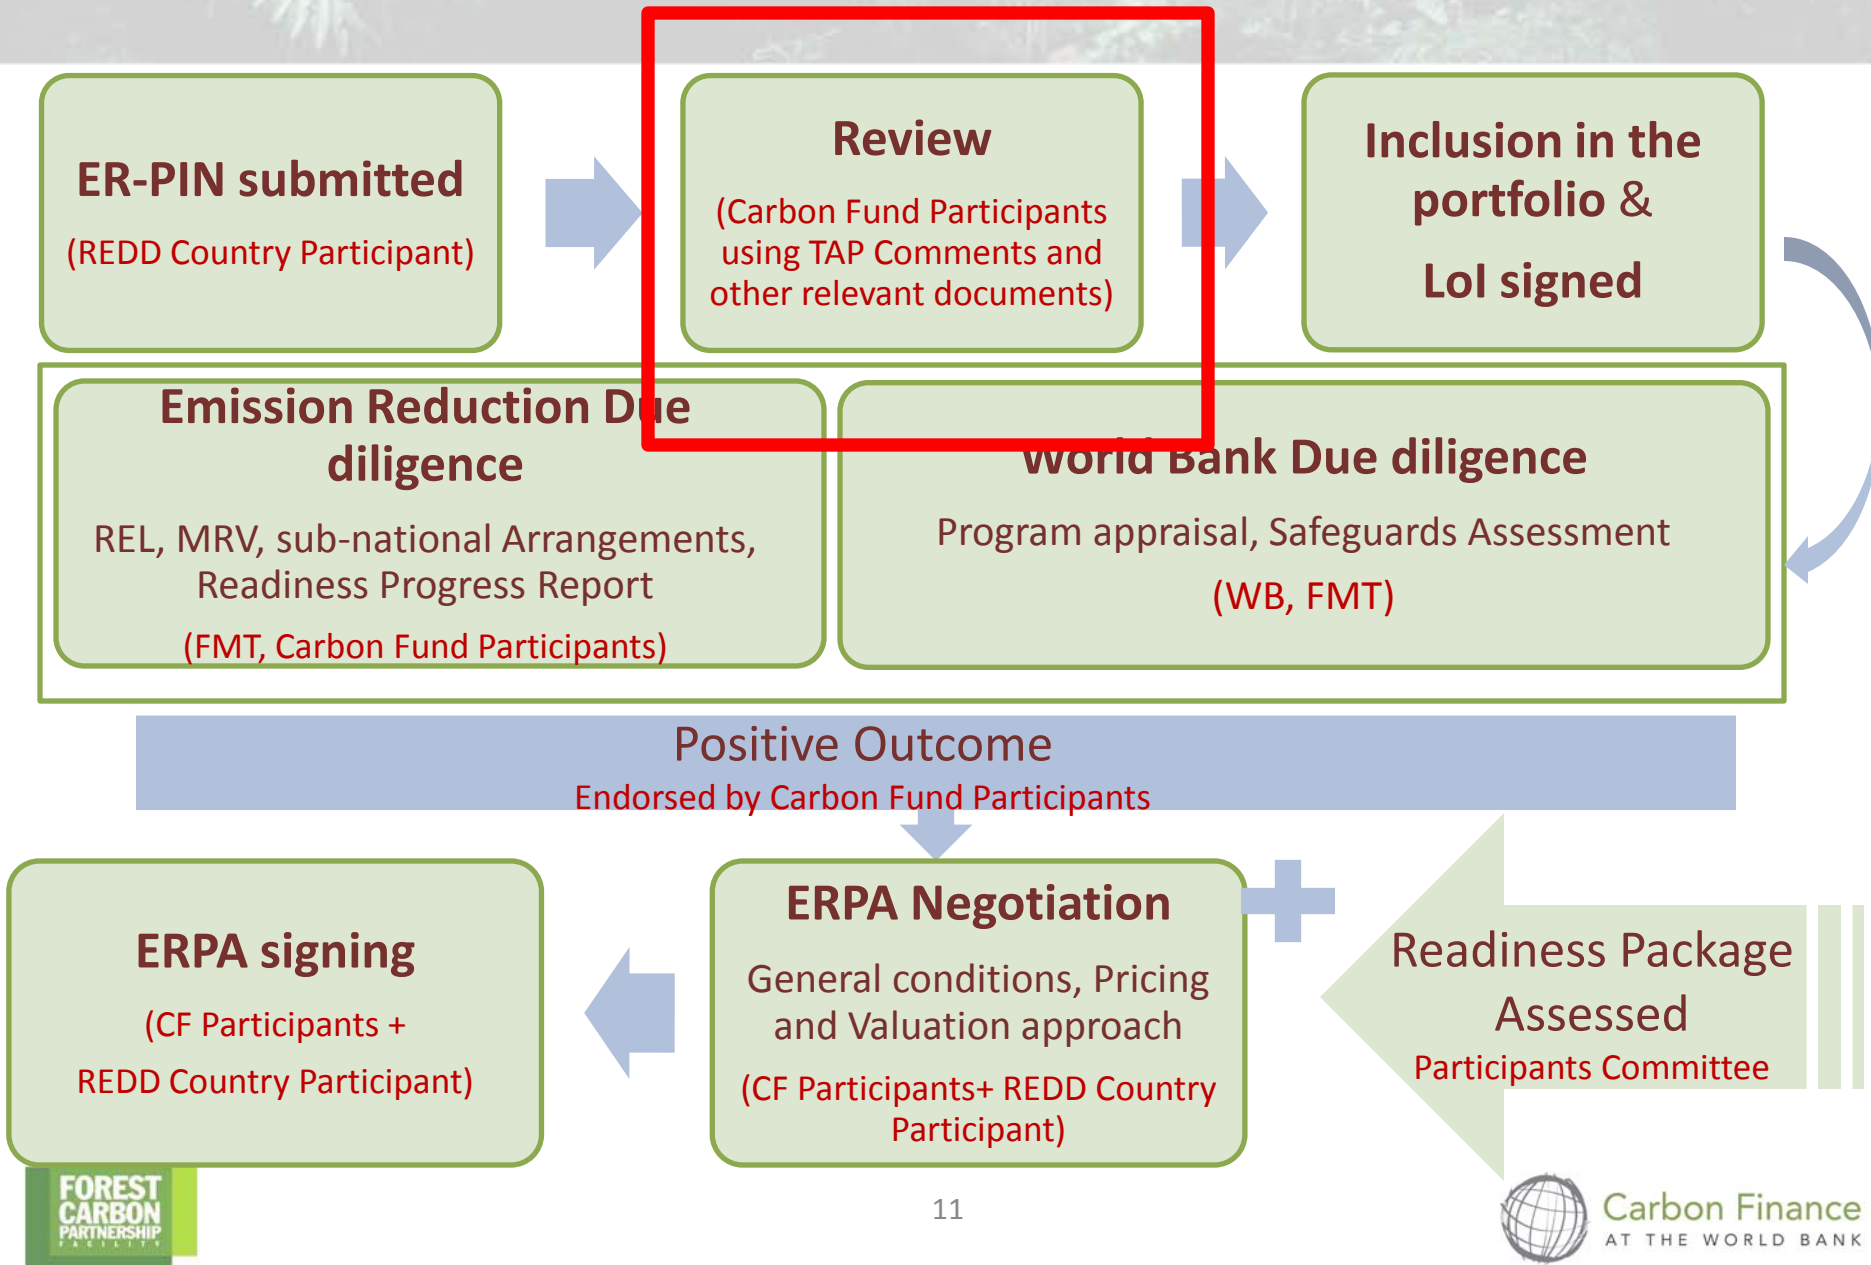 ER-PIN submitted
(REDD Country Participant)
Review
(Carbon Fund Participants
using TAP Comments and
other relevant documents)
Inclusion in the
portfolio &
LoI signed
Emission Reduction Due
diligence
REL, MRV, sub-national Arrangements,
Readiness Progress Report
(FMT, Carbon Fund Participants)
World Bank Due diligence
Program appraisal, Safeguards Assessment
(WB, FMT)
Positive Outcome
Endorsed by Carbon Fund Participants
ERPA signing
(CF Participants +
REDD Country Participant)
ERPA Negotiation
General conditions, Pricing
and Valuation approach
(CF Participants+ REDD Country
Participant)
Readiness Package
Assessed
Participants Committee
FOREST
CARBON
PARTNERSHIP
FACILITY
11
Carbon Finance
AT THE WORLD BANK